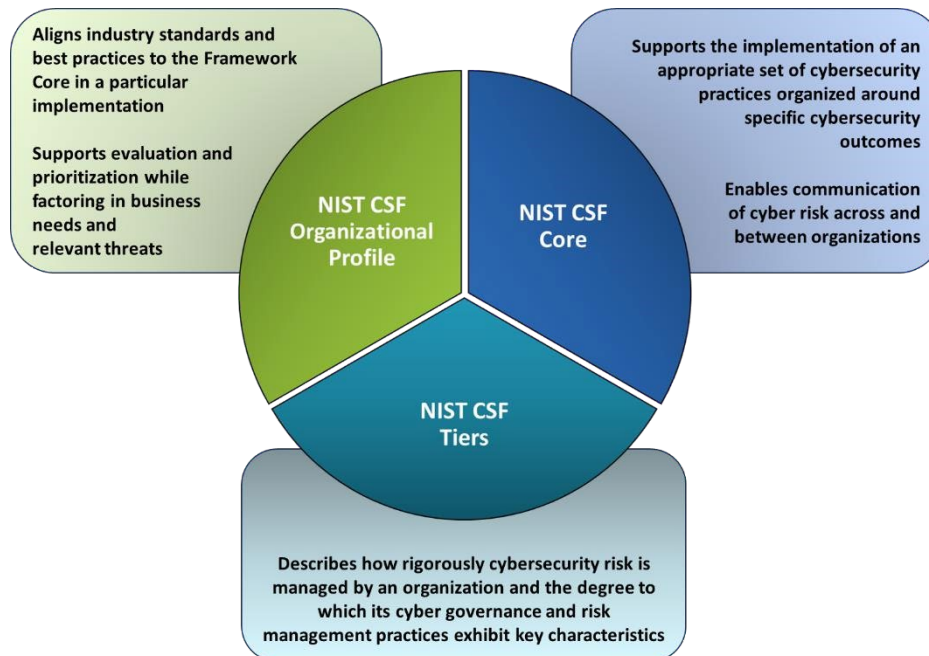 Aligns industry standards and
best practices to the Framework
Core in a particular
implementation
Supports evaluation and
prioritization while
factoring in business
needs and
relevant threats
Supports the implementation of an
appropriate set of cybersecurity
practices organized around
specific cybersecurity
outcomes
Enables communication
of cyber risk across and
between organizations
NIST CSF
Organizational
Profile
NIST CSF
Core
NIST CSF
Tiers
Describes how rigorously cybersecurity risk is
managed by an organization and the degree to
which its cyber governance and risk
management practices exhibit key characteristics